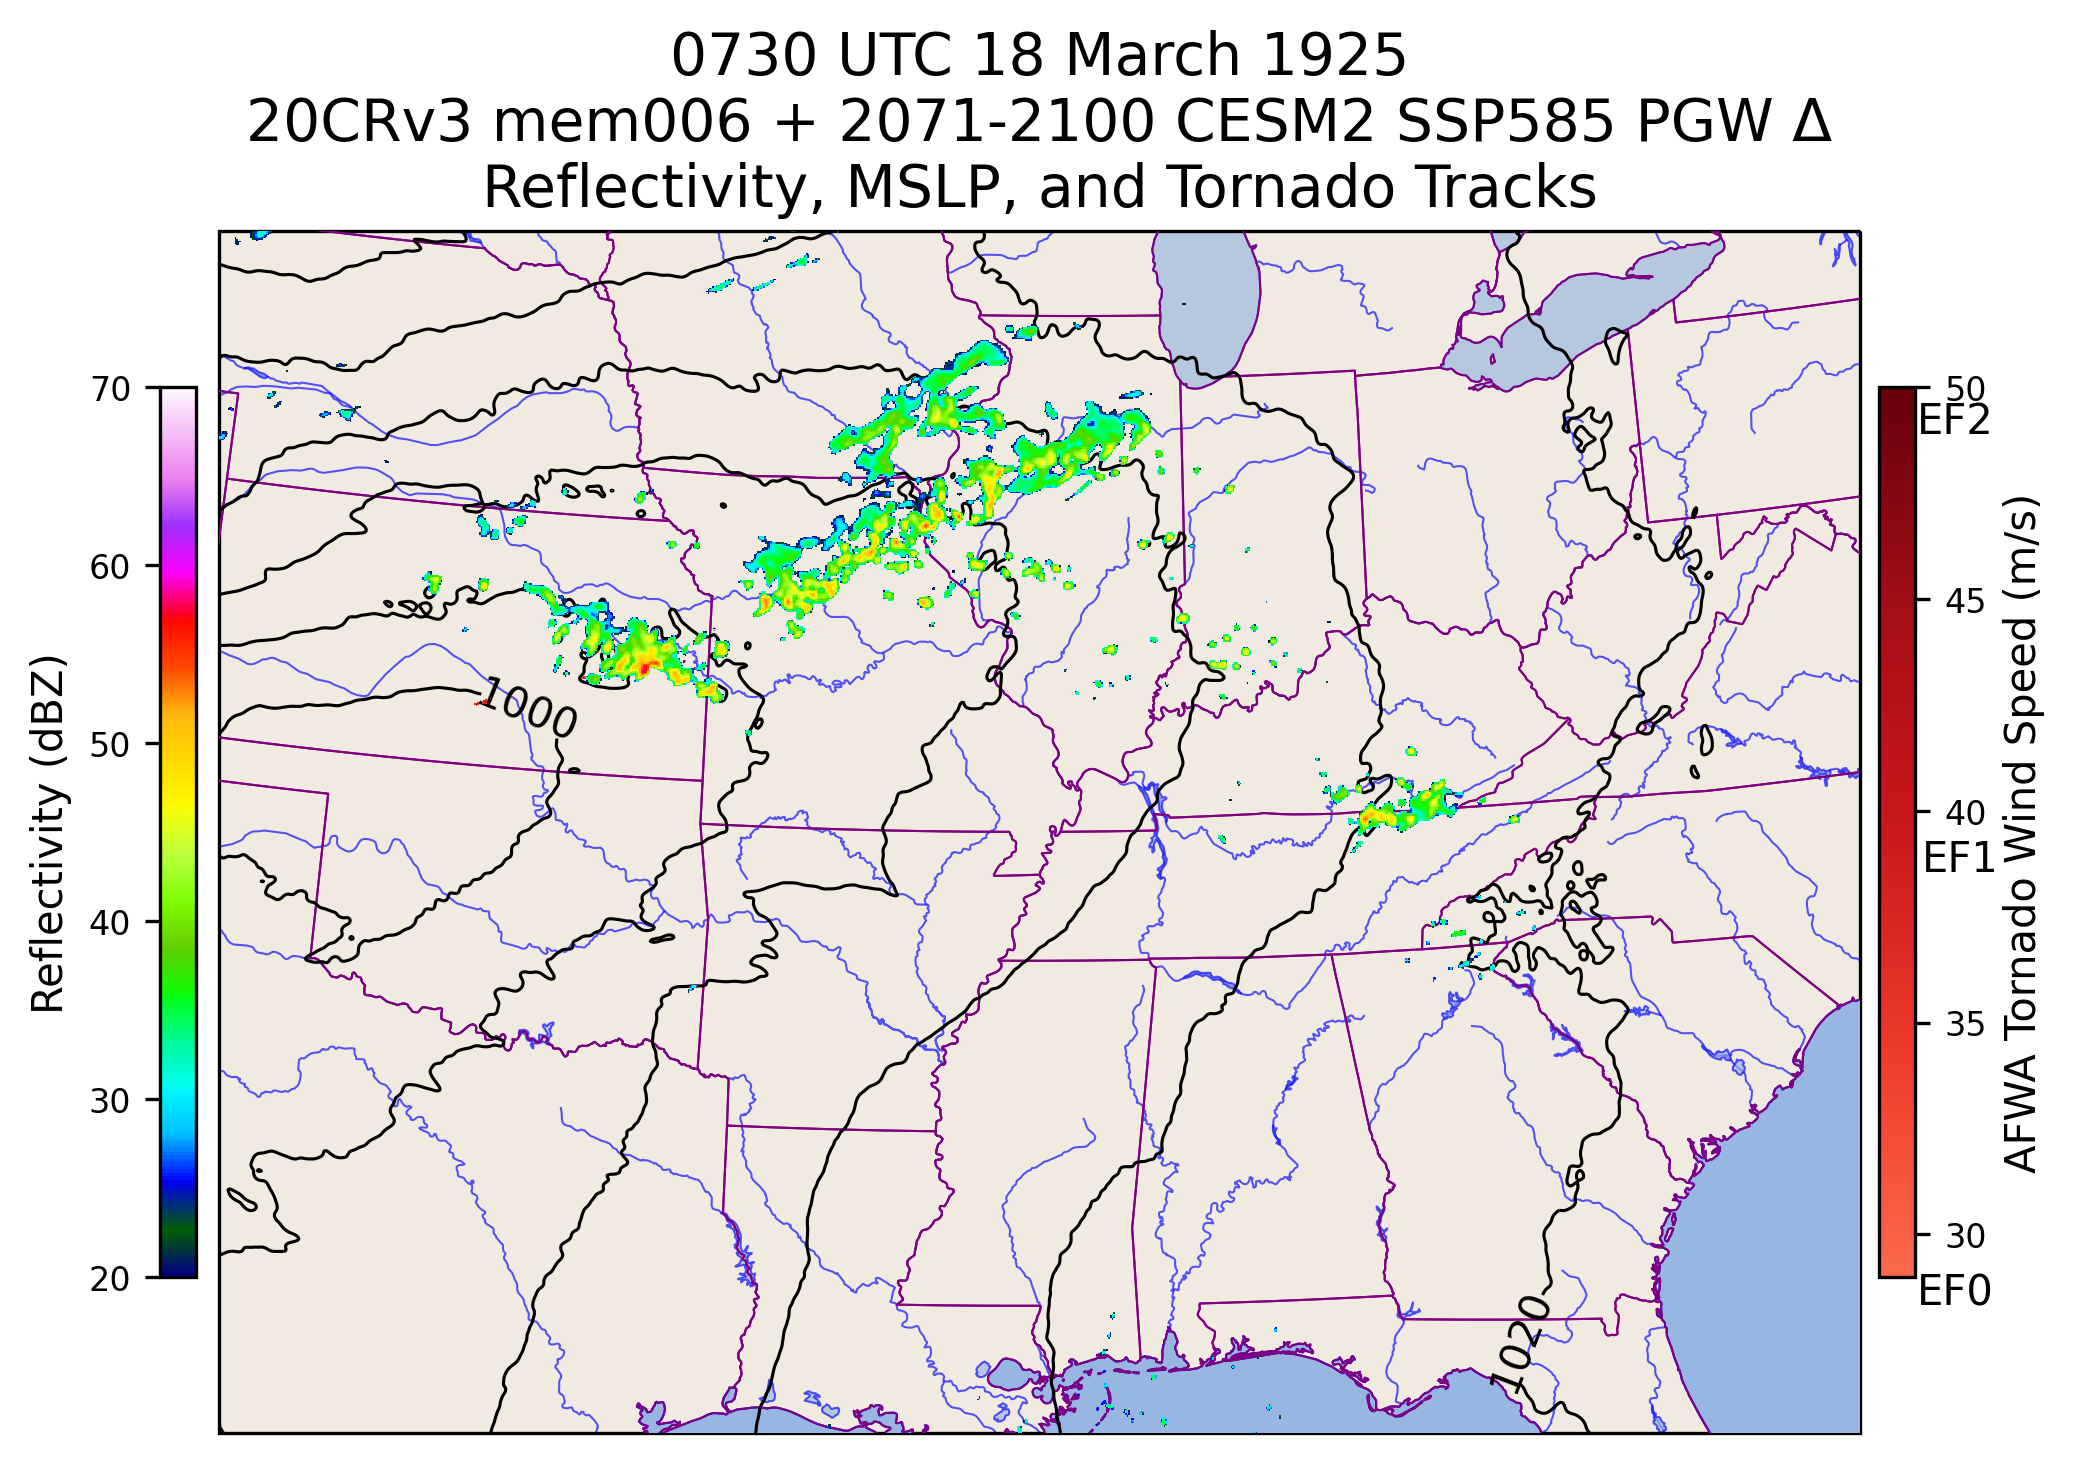 0730 UTC 18 March 1925
20CRv3 mem006 + 2071-2100 CESM2 SSP585 PGW Δ
Reflectivity, MSLP, and Tornado Tracks
Reflectivity (dBZ)
70
60
50
40
30
20
1000
1020
50
EF2
45
40
EF1
35
30
EF0
AFWA Tornado Wind Speed (m/s)